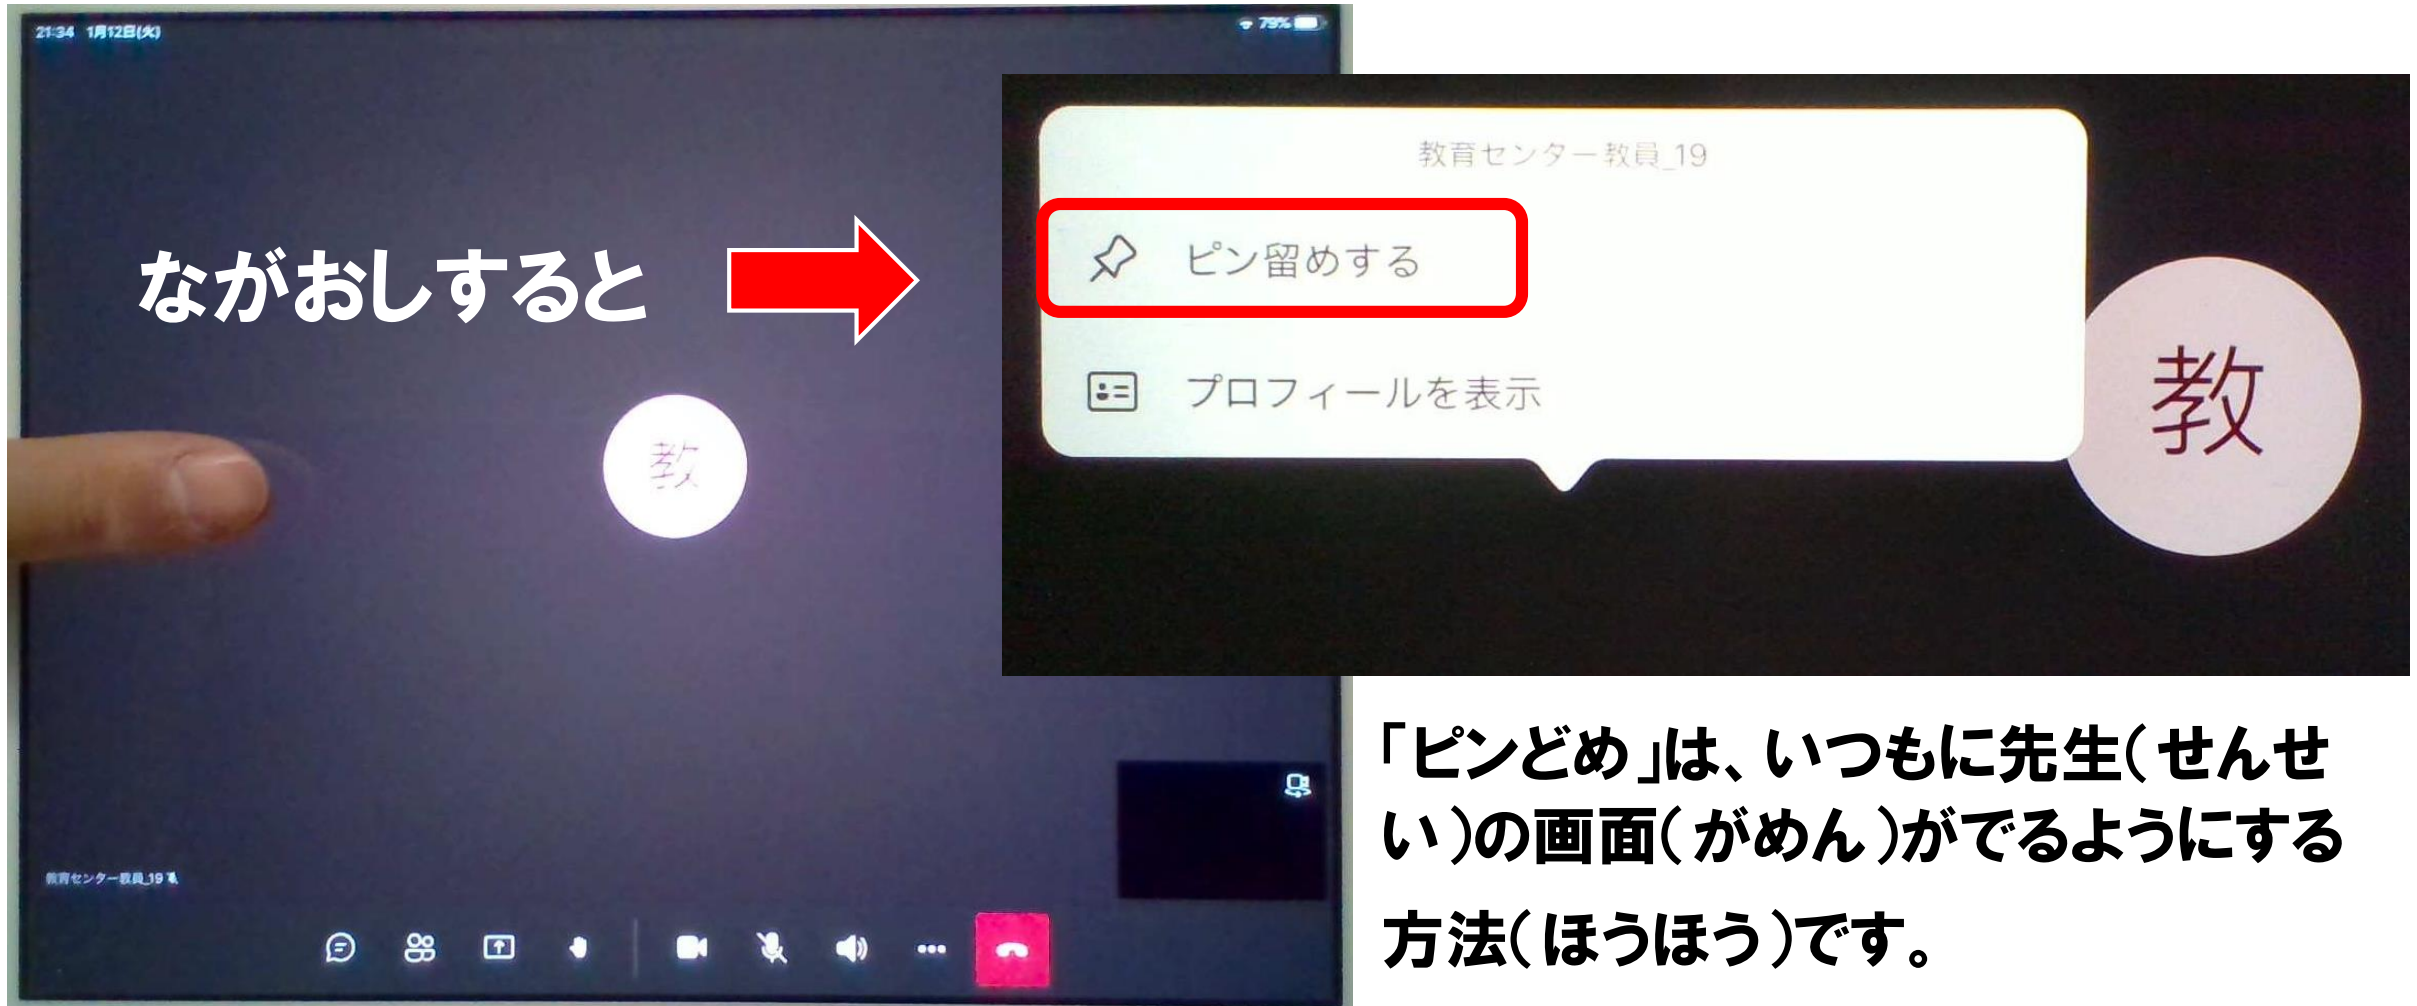 21:34 1月12日(火)
79%
ながおしすると
教
教育センター教員_19
教育センター教員_19
ピン留めする
プロフィールを表示
教
「ピンどめ」は、いつもに先生(せんせ
い)の画面(がめん)がでるようにする
方法(ほうほう)です。